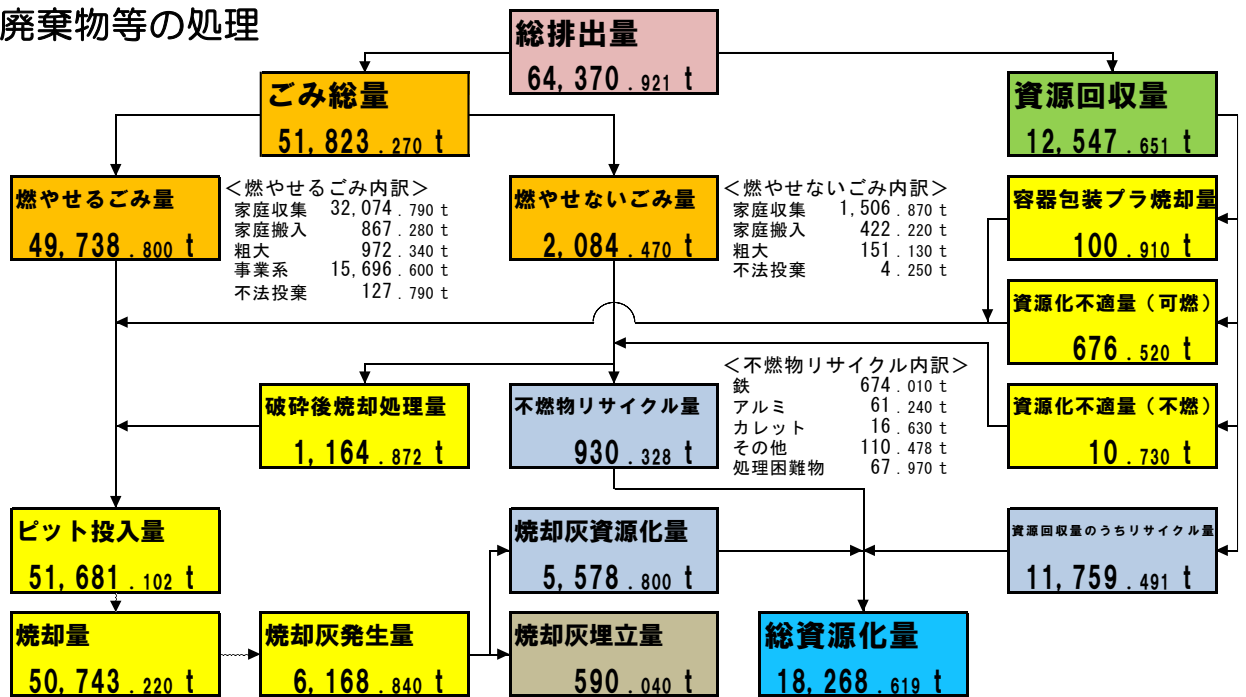 廃棄物等の処理
総排出量
64,370.921 t
ごみ総量
51,823.270 t
資源回収量
12,547.651 t
燃やせるごみ量
49,738.800 t
＜燃やせるごみ内訳＞
家庭収集 32,074.790 t
家庭搬入 867.280 t
粗大 972.340 t
事業系 15,696.600 t
不法投棄 127.790 t
燃やせないごみ量
2,084.470 t
＜燃やせないごみ内訳＞
家庭収集 1,506.870 t
家庭搬入 422.220 t
粗大 151.130 t
不法投棄 4.250 t
容器包装プラ焼却量
100.910 t
資源化不適量（可燃）
676.520 t
破砕後焼却処理量
1,164.872 t
不燃物リサイクル量
930.328 t
＜不燃物リサイクル内訳＞
鉄 674.010 t
アルミ 61.240 t
カレット 16.630 t
その他 110.478 t
処理困難物 67.970 t
資源化不適量（不燃）
10.730 t
ピット投入量
51,681.102 t
焼却灰資源化量
5,578.800 t
資源回収量のうちリサイクル量
11,759.491 t
焼却量
50,743.220 t
焼却灰発生量
6,168.840 t
焼却灰埋立量
590.040 t
総資源化量
18,268.619 t